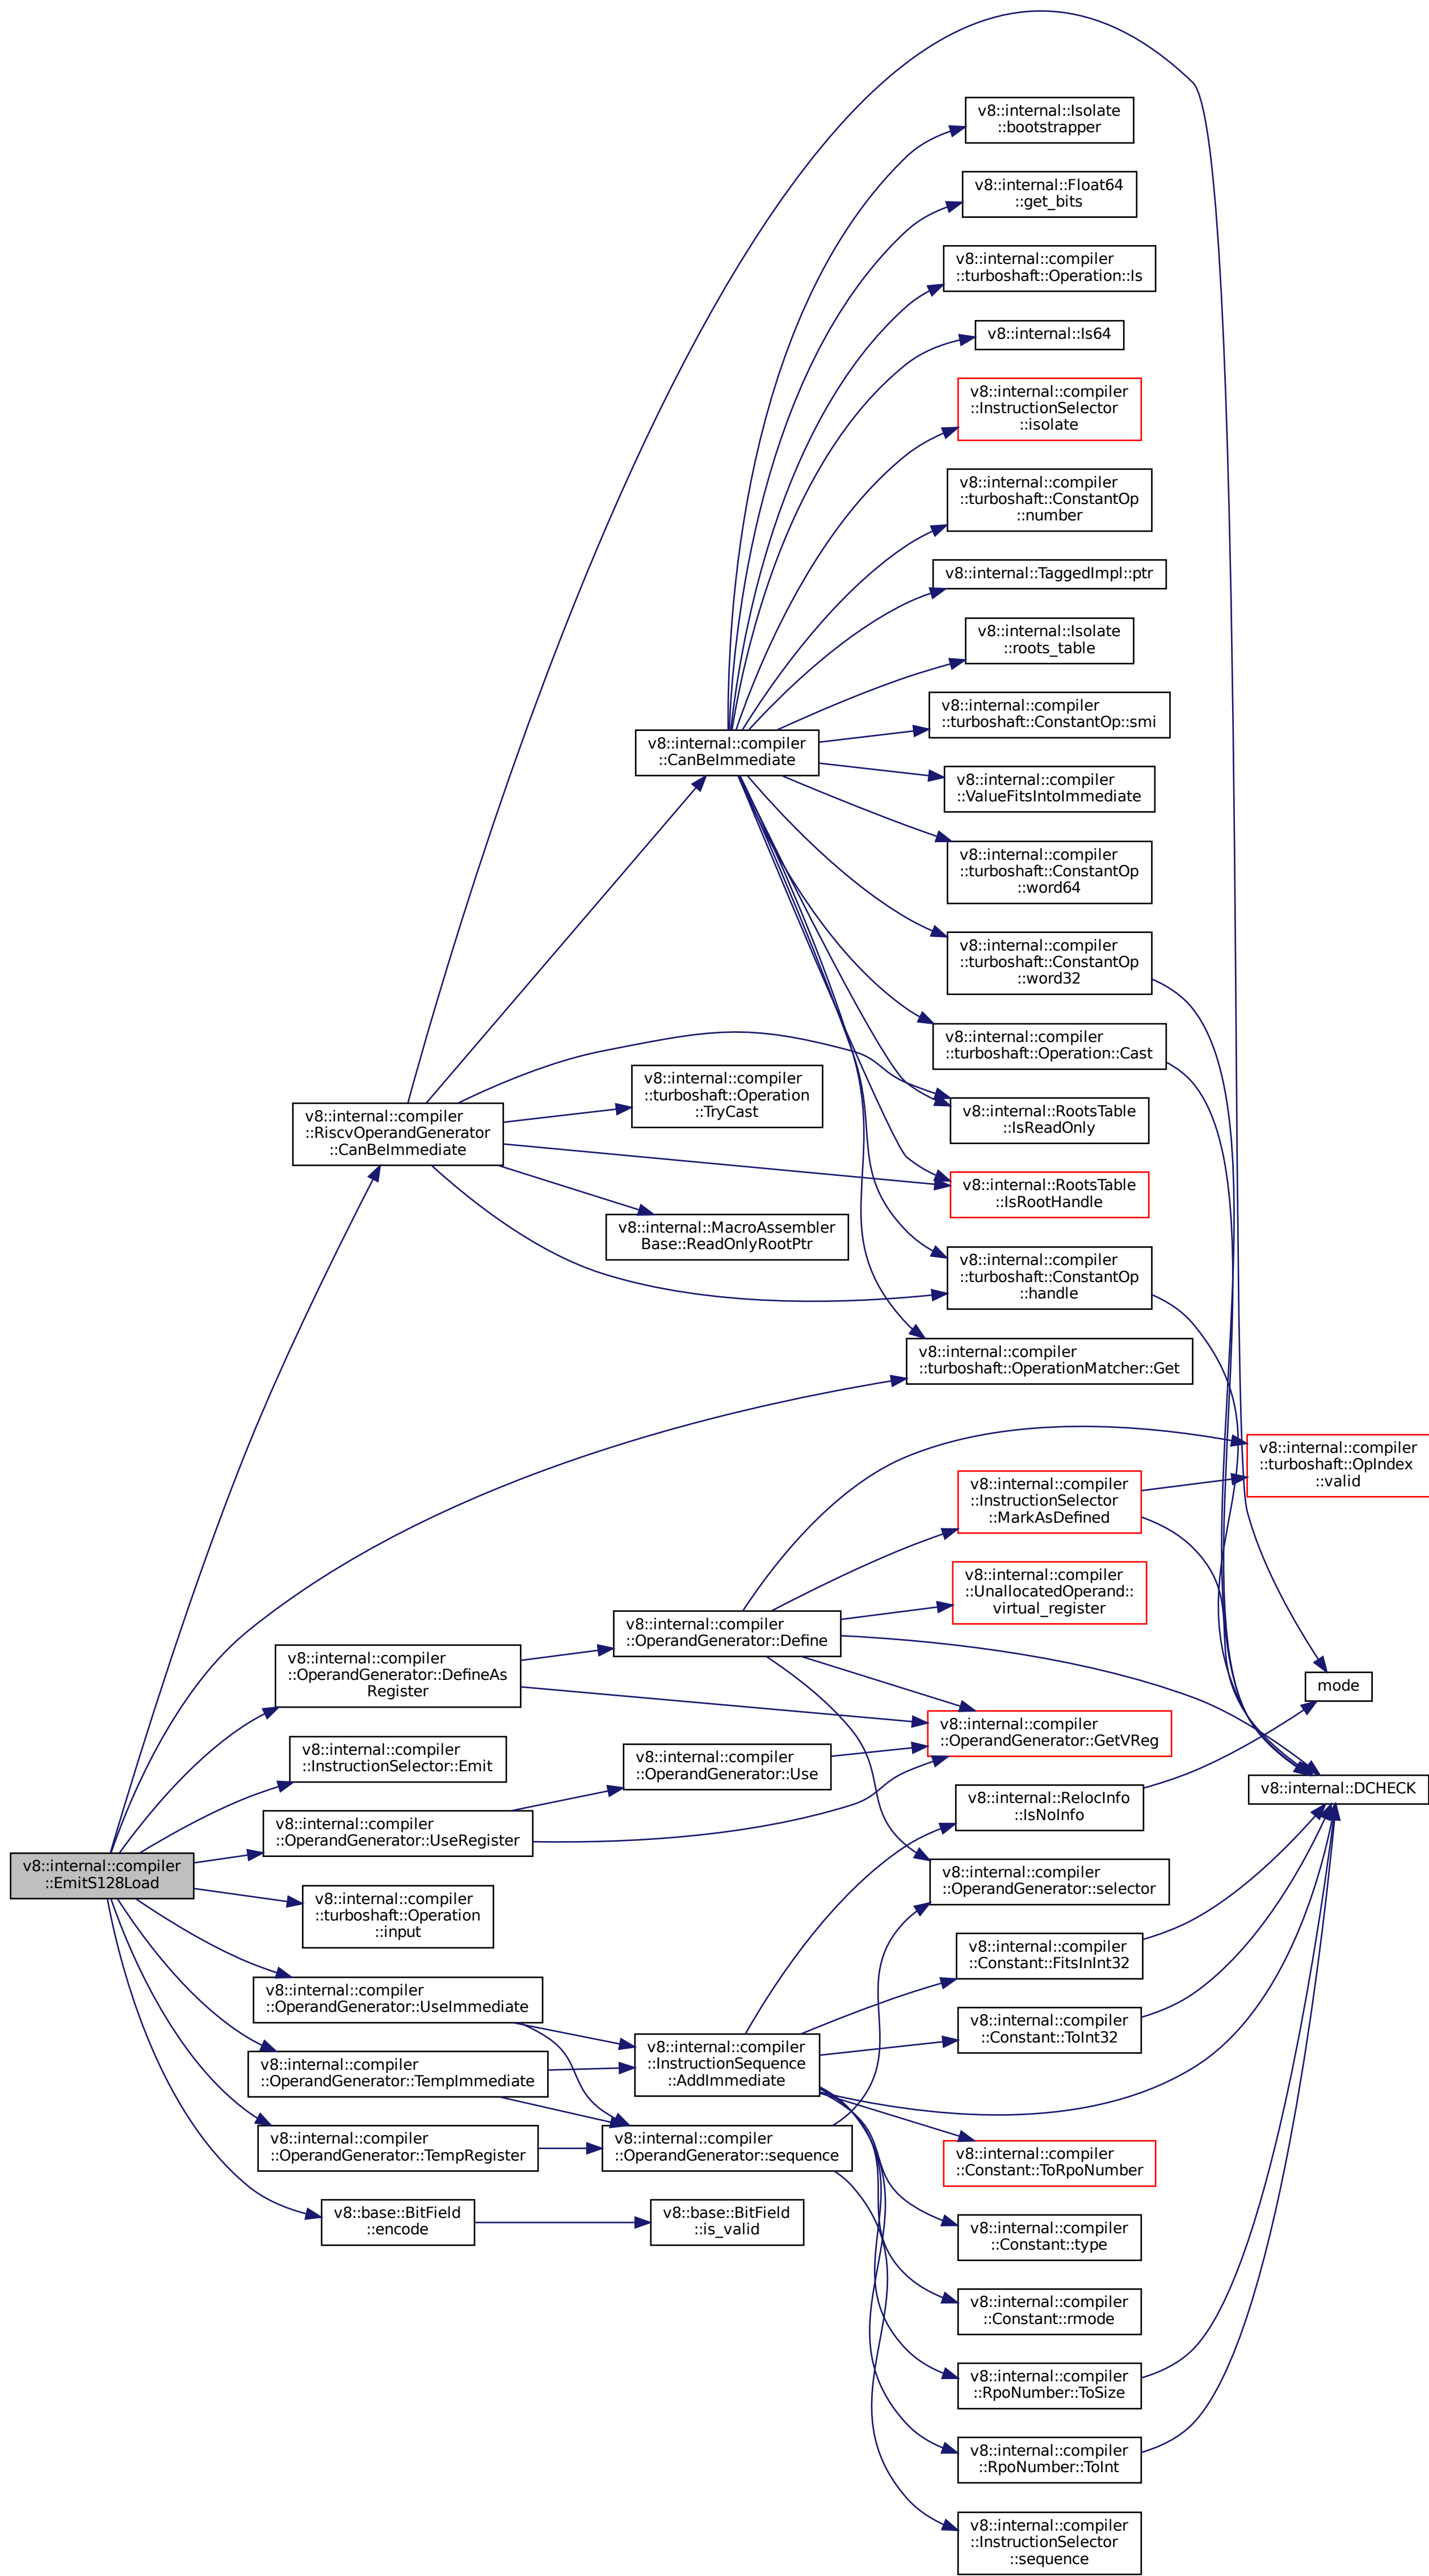 v8::internal::Isolate
::bootstrapper
v8::internal::Float64
::get_bits
v8::internal::compiler
::turboshaft::Operation::Is
v8::internal::Is64
v8::internal::compiler
::InstructionSelector
::isolate
v8::internal::compiler
::turboshaft::ConstantOp
::number
v8::internal::TaggedImpl::ptr
v8::internal::Isolate
::roots_table
v8::internal::compiler
::turboshaft::ConstantOp::smi
v8::internal::compiler
::CanBeImmediate
v8::internal::compiler
::ValueFitsIntoImmediate
v8::internal::compiler
::turboshaft::ConstantOp
::word64
v8::internal::compiler
::turboshaft::ConstantOp
::word32
v8::internal::compiler
::turboshaft::Operation::Cast
v8::internal::compiler
::turboshaft::Operation
::TryCast
v8::internal::RootsTable
::IsReadOnly
v8::internal::compiler
::RiscvOperandGenerator
::CanBeImmediate
v8::internal::RootsTable
::IsRootHandle
v8::internal::MacroAssembler
Base::ReadOnlyRootPtr
v8::internal::compiler
::turboshaft::ConstantOp
::handle
v8::internal::compiler
::turboshaft::OperationMatcher::Get
v8::internal::compiler
::turboshaft::OpIndex
::valid
v8::internal::compiler
::InstructionSelector
::MarkAsDefined
v8::internal::compiler
::UnallocatedOperand::
virtual_register
v8::internal::compiler
::OperandGenerator::Define
v8::internal::compiler
::OperandGenerator::DefineAs
Register
mode
v8::internal::compiler
::OperandGenerator::GetVReg
v8::internal::compiler
::InstructionSelector::Emit
v8::internal::compiler
::OperandGenerator::Use
v8::internal::DCHECK
v8::internal::RelocInfo
::IsNoInfo
v8::internal::compiler
::OperandGenerator::UseRegister
v8::internal::compiler
::EmitS128Load
v8::internal::compiler
::OperandGenerator::selector
v8::internal::compiler
::turboshaft::Operation
::input
v8::internal::compiler
::Constant::FitsInInt32
v8::internal::compiler
::OperandGenerator::UseImmediate
v8::internal::compiler
::Constant::ToInt32
v8::internal::compiler
::InstructionSequence
::AddImmediate
v8::internal::compiler
::OperandGenerator::TempImmediate
v8::internal::compiler
::OperandGenerator::TempRegister
v8::internal::compiler
::OperandGenerator::sequence
v8::internal::compiler
::Constant::ToRpoNumber
v8::base::BitField
::encode
v8::base::BitField
::is_valid
v8::internal::compiler
::Constant::type
v8::internal::compiler
::Constant::rmode
v8::internal::compiler
::RpoNumber::ToSize
v8::internal::compiler
::RpoNumber::ToInt
v8::internal::compiler
::InstructionSelector
::sequence